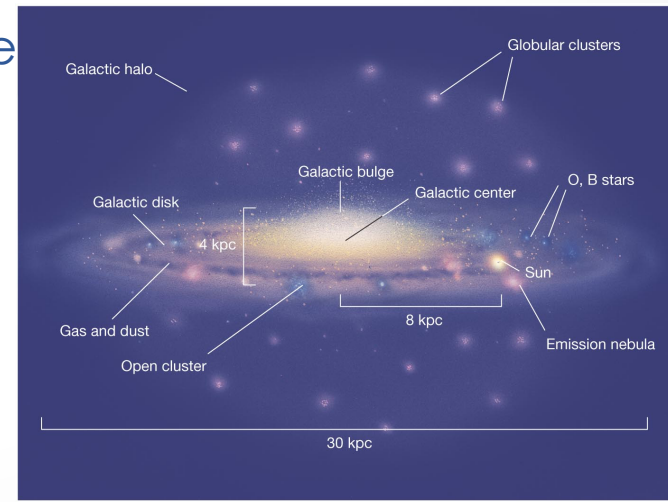 e
Globular clusters
Galactic halo
Galactic bulge
Galactic center
O, B stars
Galactic disk
4 kpc
Sun
8 kpc
Gas and dust
Emission nebula
Open cluster
30 kpc